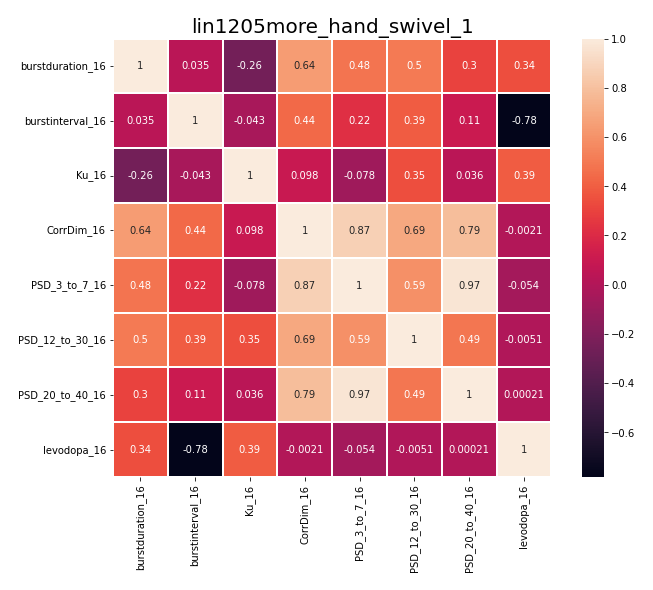 lin1205more_hand_swivel_1
burstduration_16 1 0.035 -0.26 0.64 0.48 0.5 0.3 0.34
burstinterval_16 0.035 1 -0.043 0.44 0.22 0.39 0.11 -0.78
Ku_16 -0.26 -0.043 1 0.098 -0.078 0.35 0.036 0.39
CorrDim_16 0.64 0.44 0.098 1 0.87 0.69 0.79 -0.0021
PSD_3_to_7_16 0.48 0.22 -0.078 0.87 1 0.59 0.97 -0.054
PSD_12_to_30_16 0.5 0.39 0.35 0.69 0.59 1 0.49 -0.0051
PSD_20_to_40_16 0.3 0.11 0.036 0.79 0.97 0.49 1 0.00021
levodopa_16 0.34 -0.78 0.39 -0.0021 -0.054 -0.0051 0.00021 1
burstduration_16
burstinterval_16
Ku_16
CorrDim_16
PSD_3_to_7_16
PSD_12_to_30_16
PSD_20_to_40_16
levodopa_16
1.0
0.8
0.6
0.4
0.2
0.0
−0.2
−0.4
−0.6